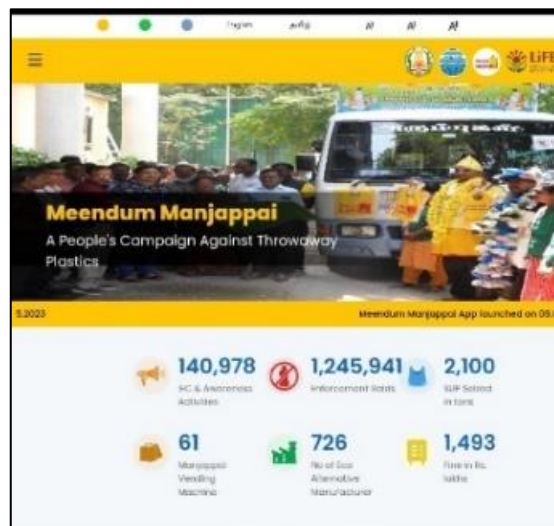 English தமிழ்
LiFE
Meendum Manjappai
A People's Campaign Against Throwaway
Plastics
5.2023 Meendum Manjappai App launched on 05.
140,978 1,245,941 2,100
IEC & Awareness Enforcement Raids SUP Seized
Activities in tons
61 726 1,493
Manjappai No of Eco Fine in Rs.
Vending Alternative lakhs
Machine Manufacturer